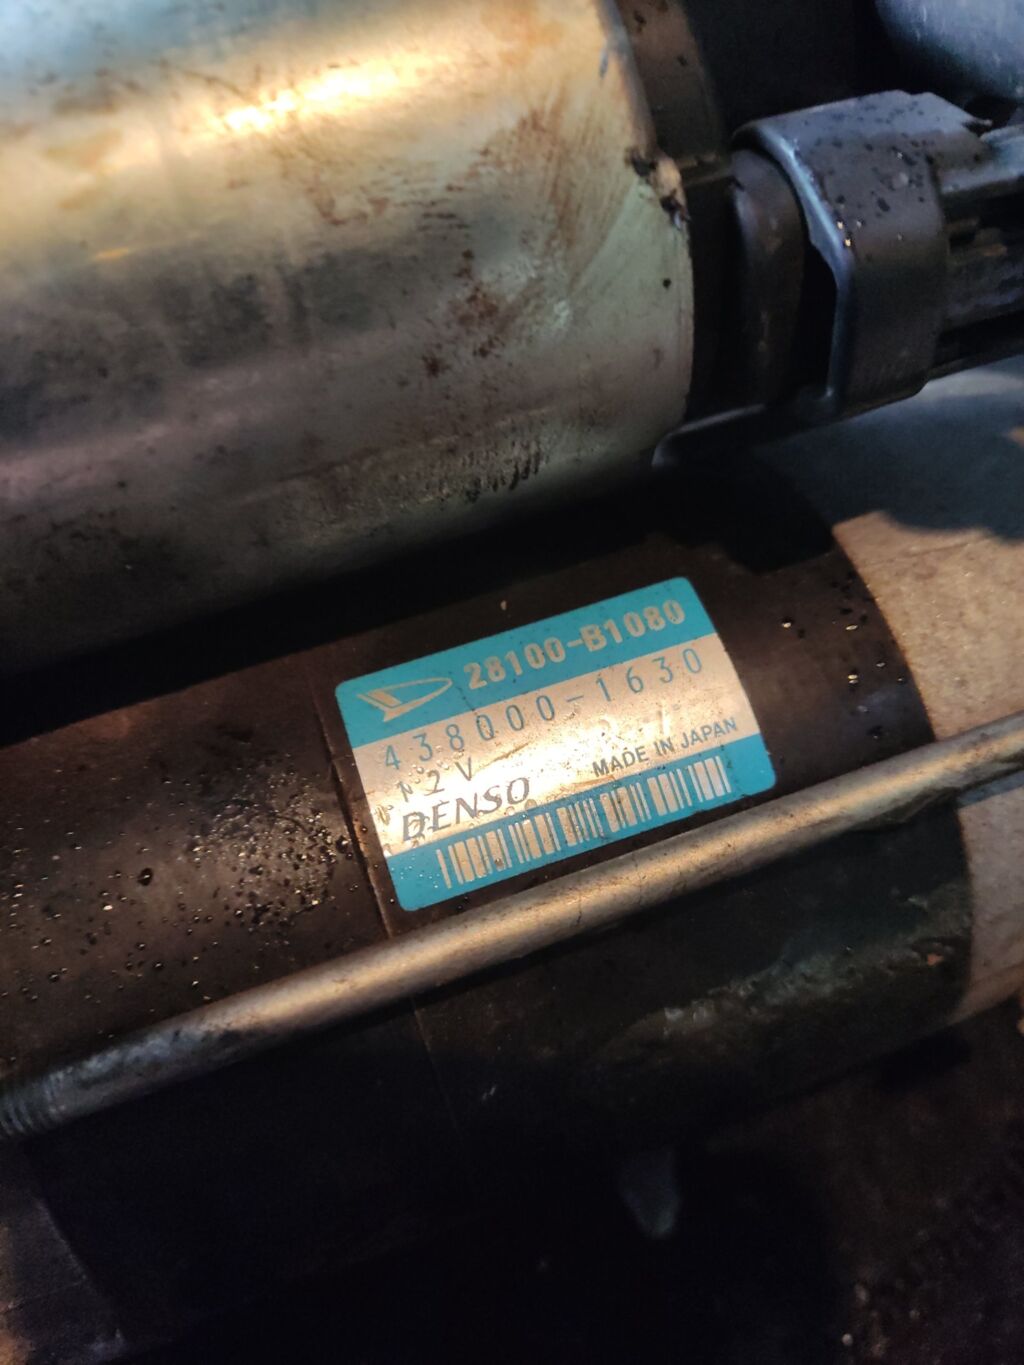 28100-B1080
438000-1630
12V
DENSO MADE IN JAPAN